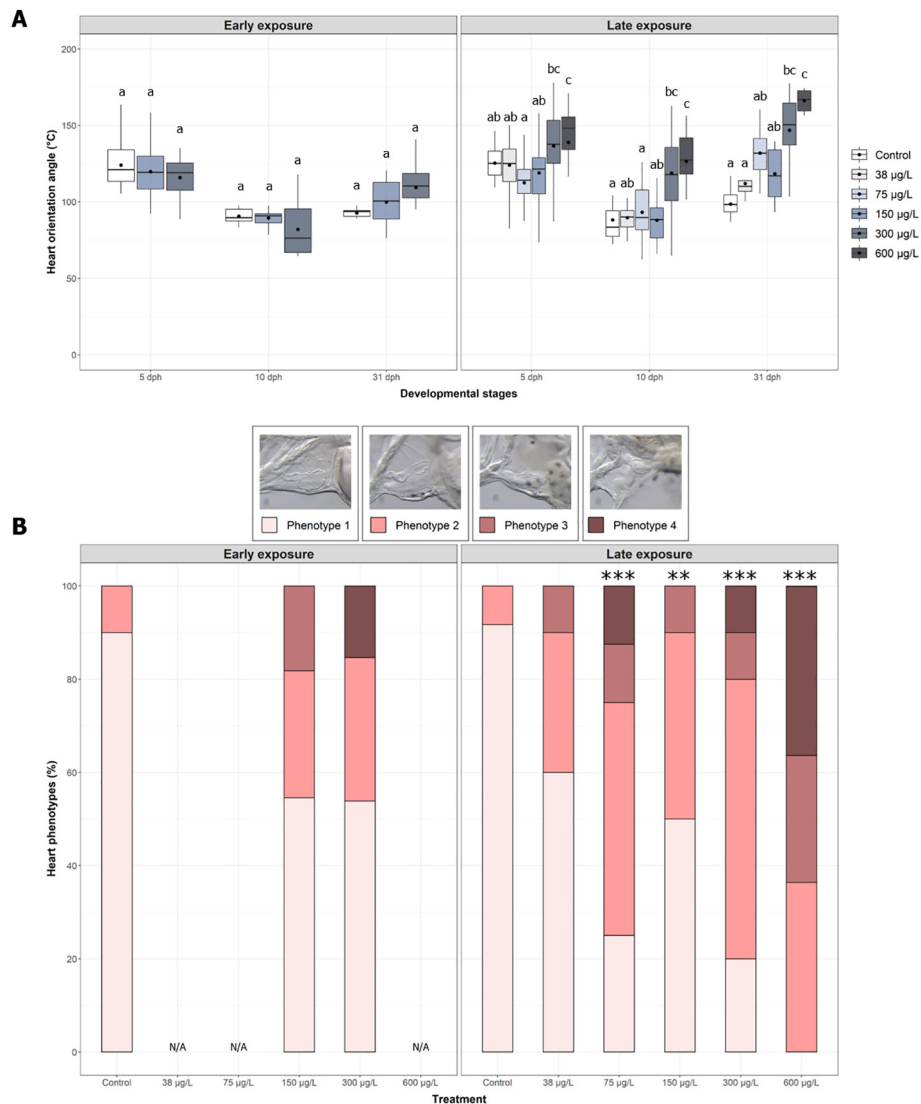 A
Early exposure
Late exposure
Heart orientation angle (°C)
200
150
100
50
0
a a a
a a a
a a a
ab ab a ab bc c
a ab a ab bc c
a a ab ab bc c
5 dph 10 dph 31 dph
5 dph 10 dph 31 dph
Developmental stages
Control
38 µg/L
75 µg/L
150 µg/L
300 µg/L
600 µg/L
Phenotype 1
Phenotype 2
Phenotype 3
Phenotype 4
B
Early exposure
Late exposure
Heart phenotypes (%)
100
80
60
40
20
0
N/A N/A N/A
*** ** *** ***
Control 38 µg/L 75 µg/L 150 µg/L 300 µg/L 600 µg/L
Control 38 µg/L 75 µg/L 150 µg/L 300 µg/L 600 µg/L
Treatment